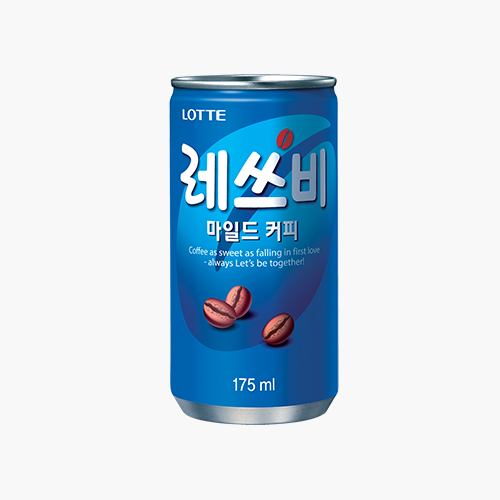 LOTTE
레쓰비
마일드 커피
Coffee as sweet as falling in first love
- always Let's be together!
175 ml